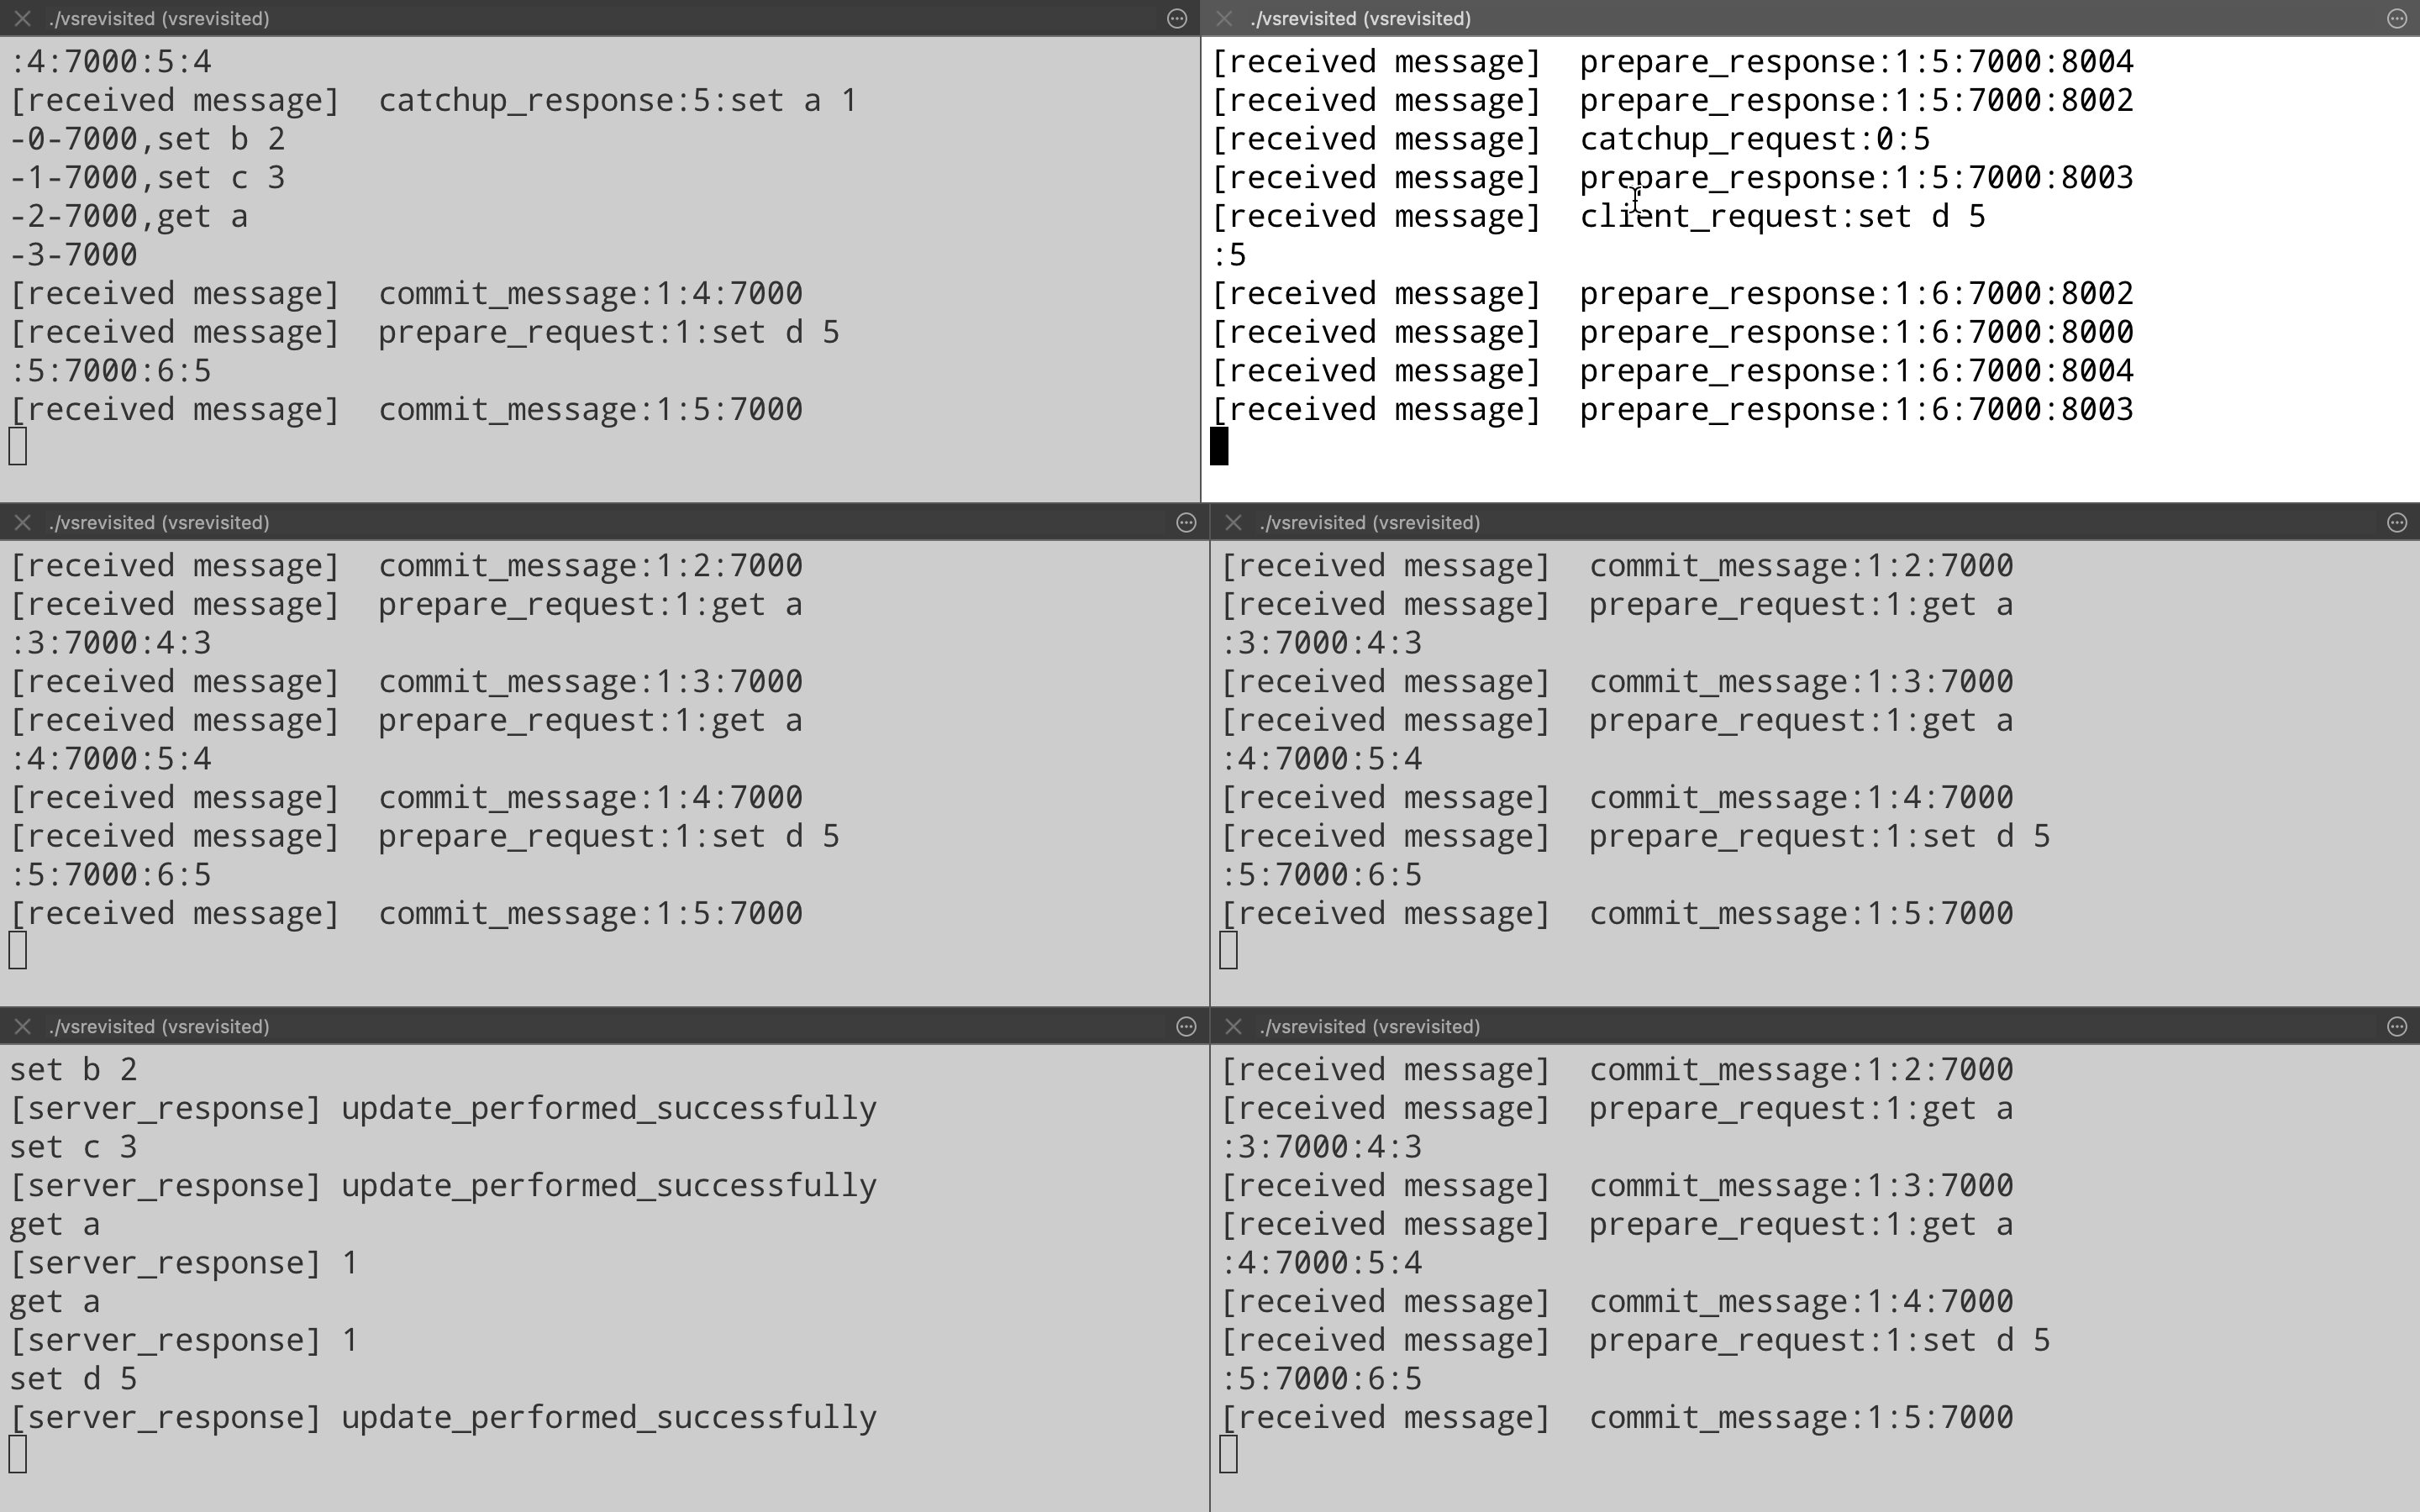 ./vsrevisited (vsrevisited)
:4:7000:5:4
[received message]  catchup_response:5:set a 1
-0-7000,set b 2
-1-7000,set c 3
-2-7000,get a
-3-7000
[received message]  commit_message:1:4:7000
[received message]  prepare_request:1:set d 5
:5:7000:6:5
[received message]  commit_message:1:5:7000
./vsrevisited (vsrevisited)
[received message]  prepare_response:1:5:7000:8004
[received message]  prepare_response:1:5:7000:8002
[received message]  catchup_request:0:5
[received message]  prepare_response:1:5:7000:8003
[received message]  client_request:set d 5
:5
[received message]  prepare_response:1:6:7000:8002
[received message]  prepare_response:1:6:7000:8000
[received message]  prepare_response:1:6:7000:8004
[received message]  prepare_response:1:6:7000:8003
./vsrevisited (vsrevisited)
[received message]  commit_message:1:2:7000
[received message]  prepare_request:1:get a
:3:7000:4:3
[received message]  commit_message:1:3:7000
[received message]  prepare_request:1:get a
:4:7000:5:4
[received message]  commit_message:1:4:7000
[received message]  prepare_request:1:set d 5
:5:7000:6:5
[received message]  commit_message:1:5:7000
./vsrevisited (vsrevisited)
[received message]  commit_message:1:2:7000
[received message]  prepare_request:1:get a
:3:7000:4:3
[received message]  commit_message:1:3:7000
[received message]  prepare_request:1:get a
:4:7000:5:4
[received message]  commit_message:1:4:7000
[received message]  prepare_request:1:set d 5
:5:7000:6:5
[received message]  commit_message:1:5:7000
./vsrevisited (vsrevisited)
set b 2
[server_response] update_performed_successfully
set c 3
[server_response] update_performed_successfully
get a
[server_response] 1
get a
[server_response] 1
set d 5
[server_response] update_performed_successfully
./vsrevisited (vsrevisited)
[received message]  commit_message:1:2:7000
[received message]  prepare_request:1:get a
:3:7000:4:3
[received message]  commit_message:1:3:7000
[received message]  prepare_request:1:get a
:4:7000:5:4
[received message]  commit_message:1:4:7000
[received message]  prepare_request:1:set d 5
:5:7000:6:5
[received message]  commit_message:1:5:7000